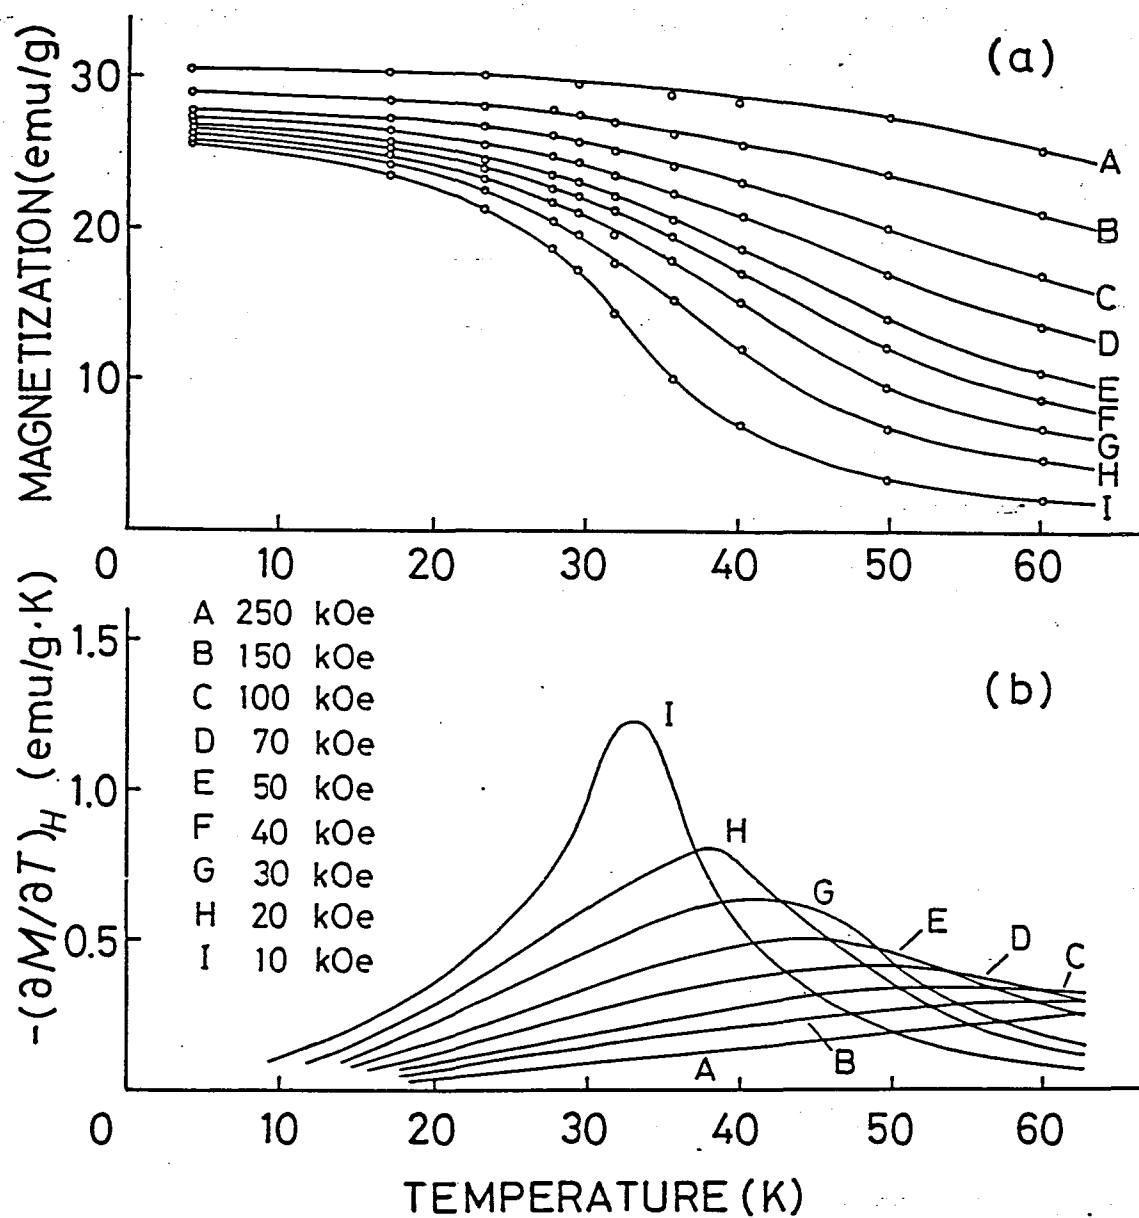 (a)
MAGNETIZATION (emu/g)
30
20
10
A
B
C
D
E
F
G
H
I
0 10 20 30 40 50 60
(b)
-(∂M/∂T)H (emu/g·K)
1.5
1.0
0.5
A 250 kOe
B 150 kOe
C 100 kOe
D 70 kOe
E 50 kOe
F 40 kOe
G 30 kOe
H 20 kOe
I 10 kOe
I
H
G
E
D
C
B
A
0 10 20 30 40 50 60
TEMPERATURE (K)